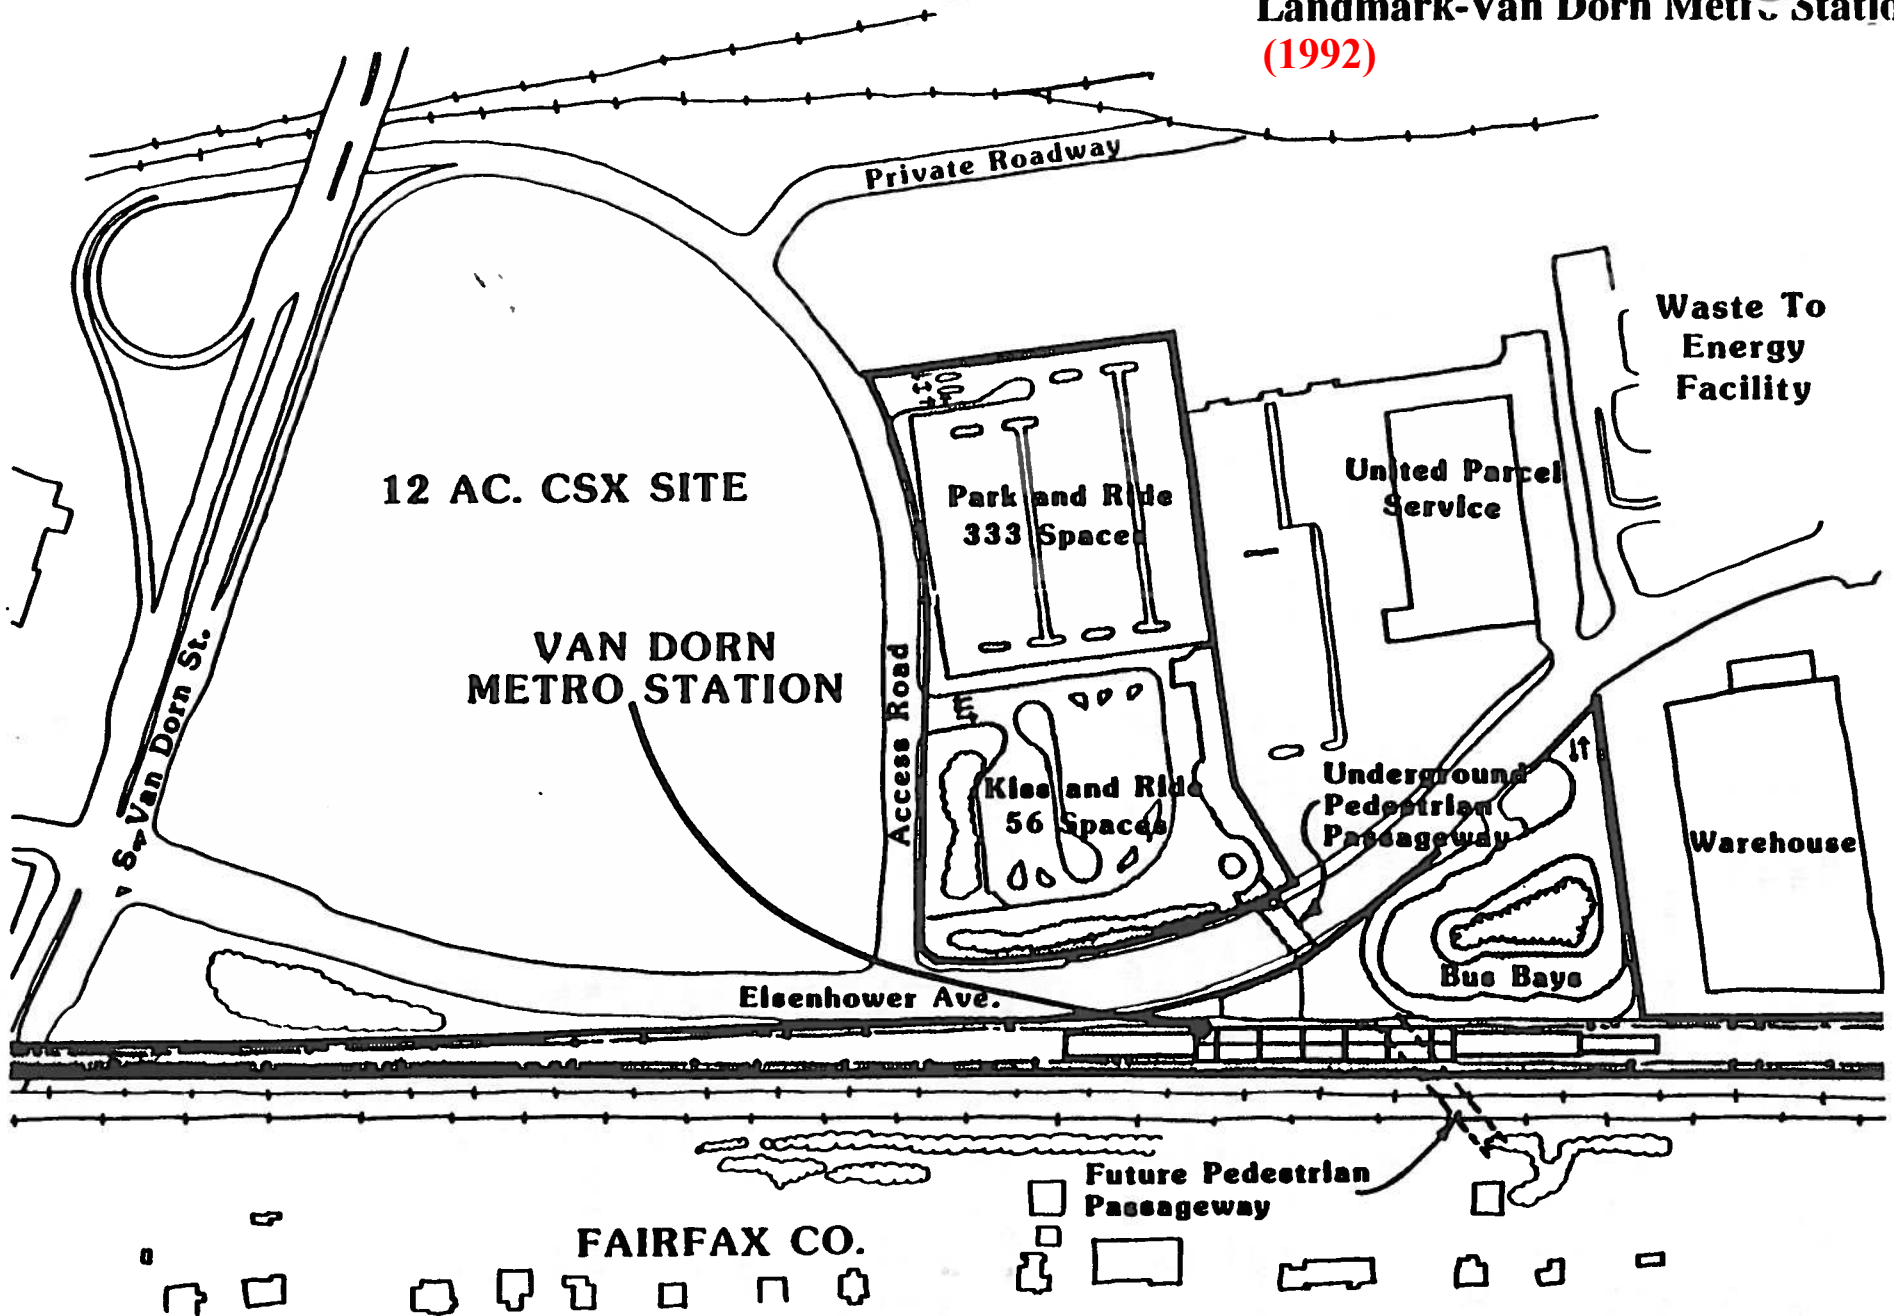 Landmark-Van Dorn Metro Statio
(1992)
Private Roadway
Waste To
Energy
Facility
12 AC. CSX SITE
Park and Ride
333 Spaces
United Parcel
Service
VAN DORN
METRO STATION
S. Van Dorn St.
Access Road
Kiss and Ride
56 Spaces
Underground
Pedestrian
Passageway
Warehouse
Bus Bays
Eisenhower Ave.
Future Pedestrian
Passageway
FAIRFAX CO.